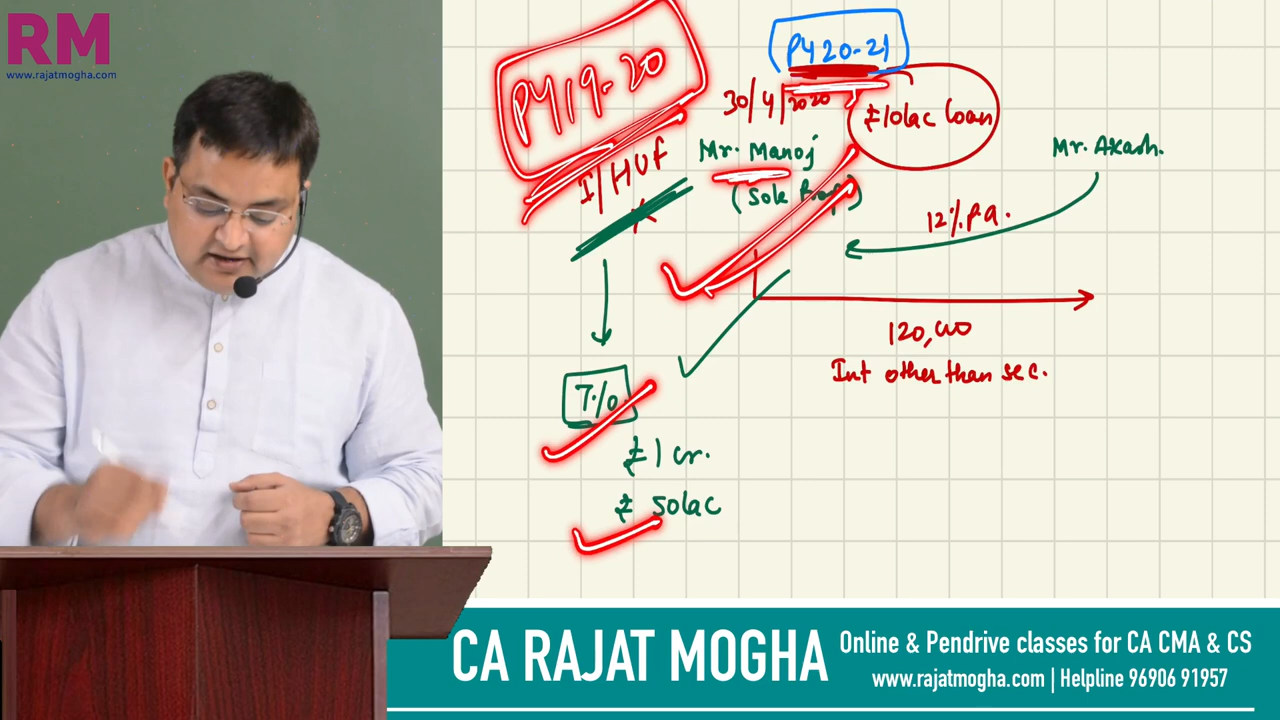 RM
www.rajatmogha.com
PY19-20
I/HUF
PY 20-21
30/4/2020
₹10lac loan
Mr. Manoj
(Sole Prop)
Mr. Akash.
12% pa.
120,000
Int other than sec.
T/O
₹ 1 cr.
₹ 50lac
CA RAJAT MOGHA
Online & Pendrive classes for CA CMA & CS
www.rajatmogha.com | Helpline 96906 91957